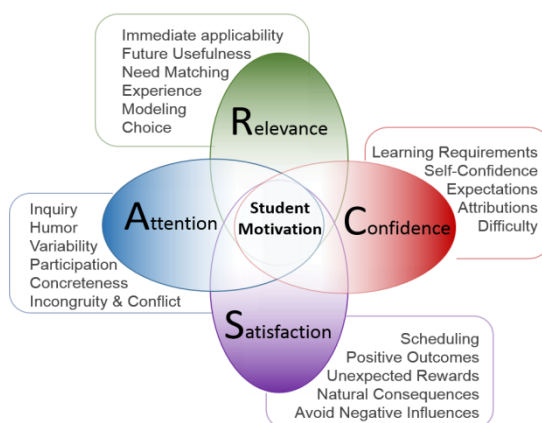 Immediate applicability
Future Usefulness
Need Matching
Experience
Modeling
Choice
Relevance
Learning Requirements
Self-Confidence
Expectations
Attributions
Difficulty
Attention
Student
Motivation
Confidence
Inquiry
Humor
Variability
Participation
Concreteness
Incongruity & Conflict
Satisfaction
Scheduling
Positive Outcomes
Unexpected Rewards
Natural Consequences
Avoid Negative Influences